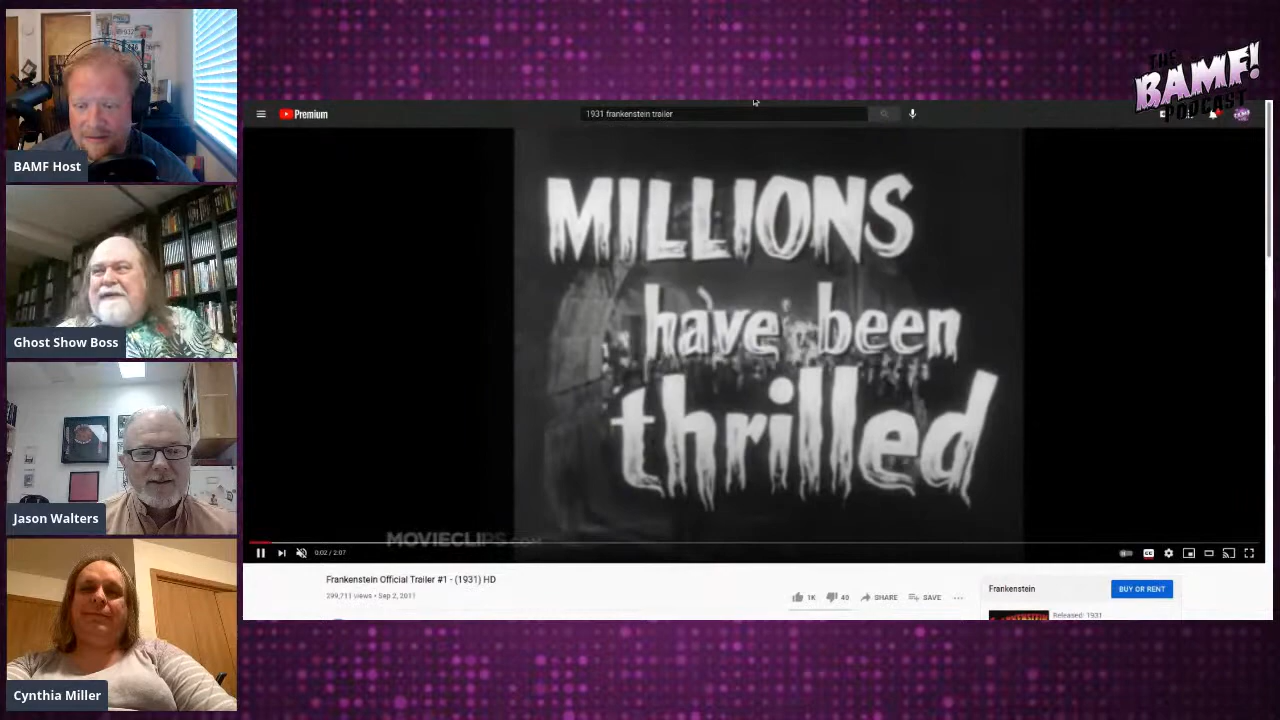 THE
BAMF!
PODCAST
Premium
1931 frankenstein trailer
MILLIONS
have been
thrilled
MOVIECLIPS.COM
0:02 / 2:07
Frankenstein Official Trailer #1 - (1931) HD
299,711 views • Sep 2, 2011
1K
40
SHARE
SAVE
Frankenstein
BUY OR RENT
Released: 1931
BAMF Host
Ghost Show Boss
Jason Walters
Cynthia Miller